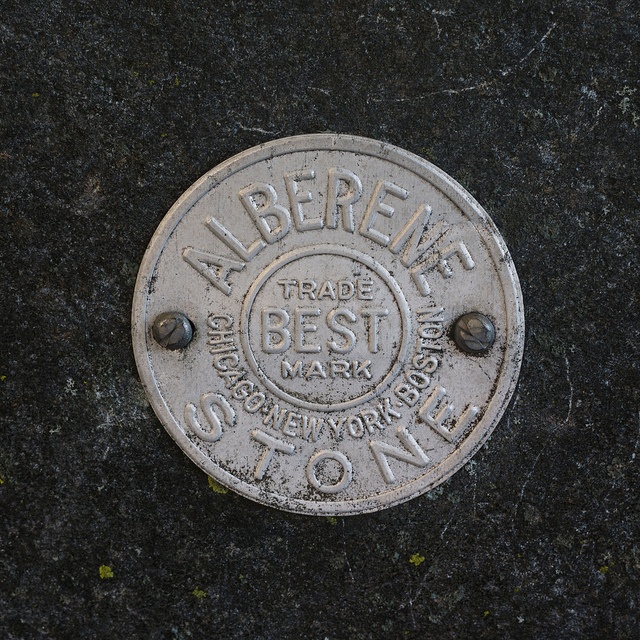 ALBERENE
TRADE
BEST
MARK
CHICAGO·NEW YORK BOSTON
STONE